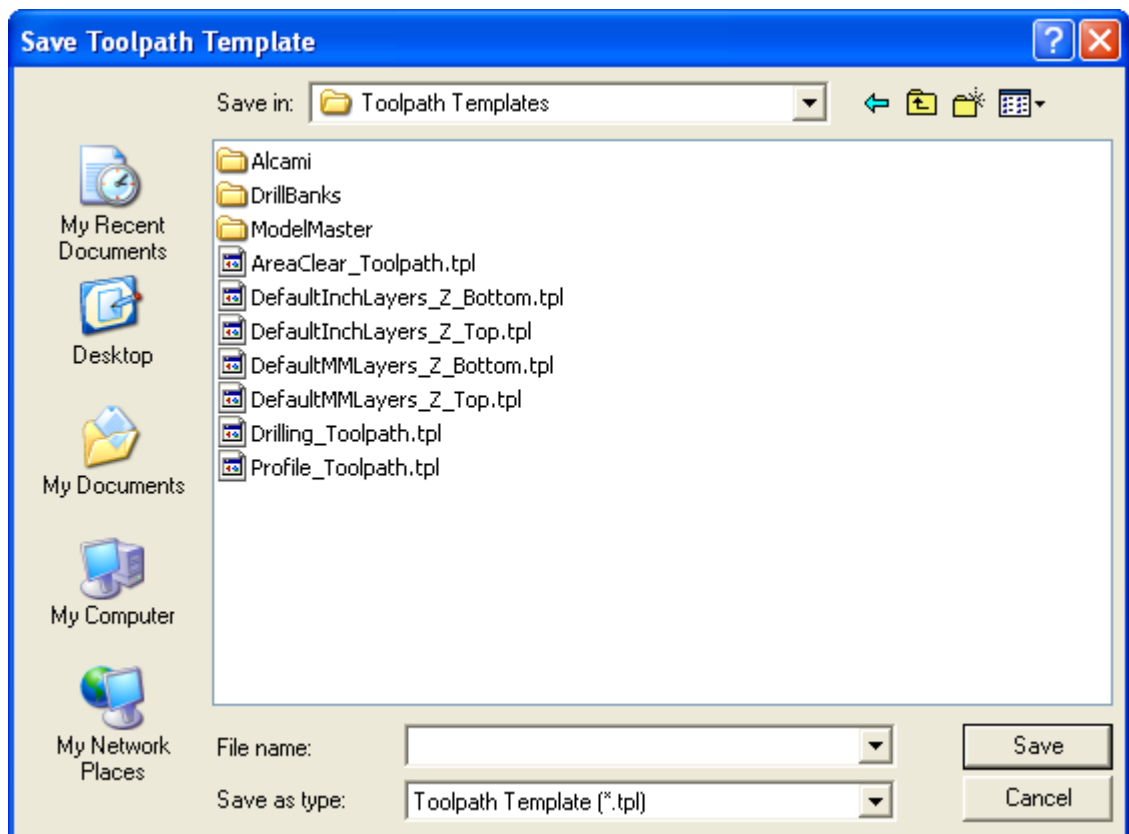 Save Toolpath Template
Save in: Toolpath Templates
My Recent
Documents
Desktop
My Documents
My Computer
My Network
Places
Alcami
DrillBanks
ModelMaster
AreaClear_Toolpath.tpl
DefaultInchLayers_Z_Bottom.tpl
DefaultInchLayers_Z_Top.tpl
DefaultMMLayers_Z_Bottom.tpl
DefaultMMLayers_Z_Top.tpl
Drilling_Toolpath.tpl
Profile_Toolpath.tpl
File name:
Save
Save as type: Toolpath Template (*.tpl)
Cancel